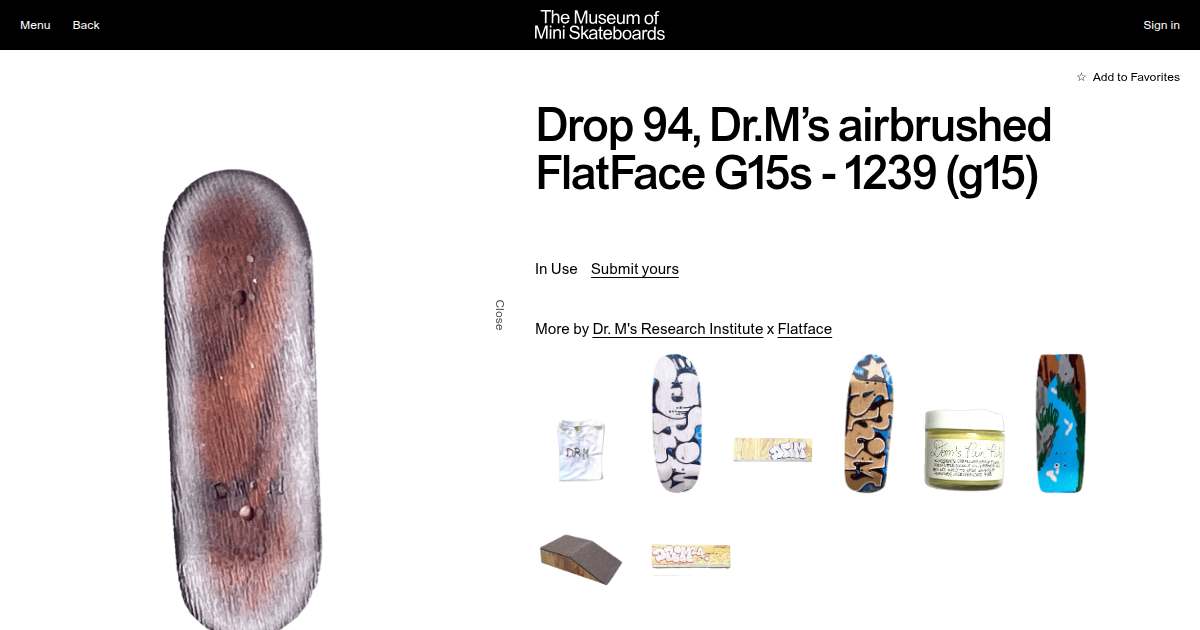 Menu
Back
The Museum of
Mini Skateboards
Sign in
☆ Add to Favorites
Drop 94, Dr.M’s airbrushed
FlatFace G15s - 1239 (g15)
In Use
Submit yours
Close
More by Dr. M's Research Institute x Flatface
DR.M